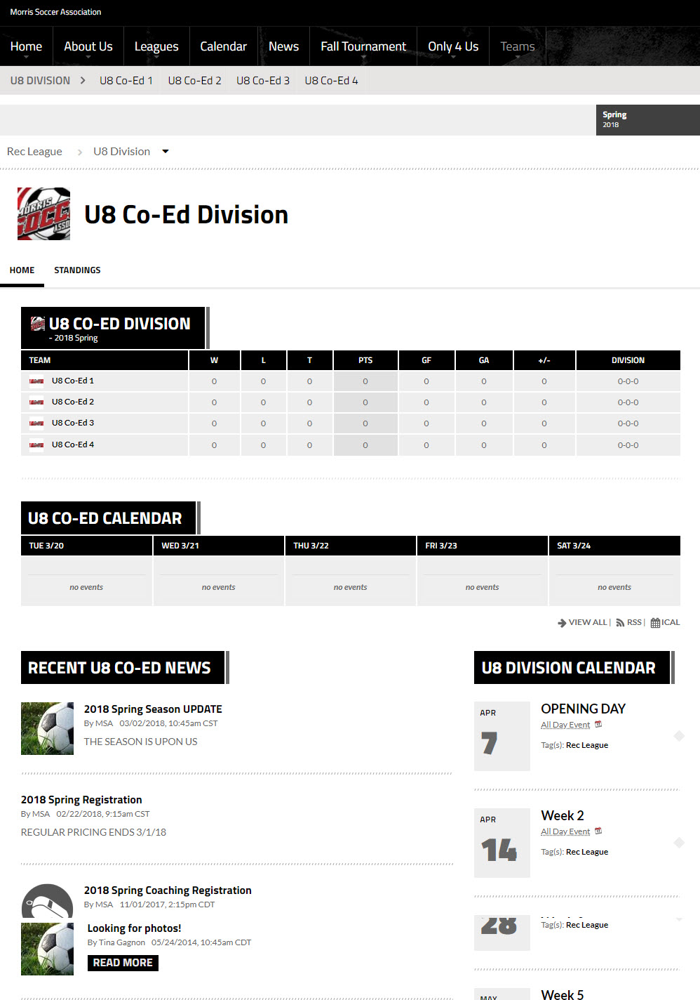 Morris Soccer Association
Home About Us Leagues Calendar News Fall Tournament Only 4 Us Teams
U8 DIVISION U8 Co-Ed 1 U8 Co-Ed 2 U8 Co-Ed 3 U8 Co-Ed 4
Spring
2018
Rec League U8 Division
MORRIS
SOCC
ASSO
U8 Co-Ed Division
HOME STANDINGS
U8 CO-ED DIVISION
- 2018 Spring
TEAM W L T PTS GF GA +/- DIVISION
U8 Co-Ed 1 0 0 0 0 0 0 0 0-0-0
U8 Co-Ed 2 0 0 0 0 0 0 0 0-0-0
U8 Co-Ed 3 0 0 0 0 0 0 0 0-0-0
U8 Co-Ed 4 0 0 0 0 0 0 0 0-0-0
U8 CO-ED CALENDAR
TUE 3/20 WED 3/21 THU 3/22 FRI 3/23 SAT 3/24
no events no events no events no events no events
VIEW ALL | RSS | ICAL
RECENT U8 CO-ED NEWS
2018 Spring Season UPDATE
By MSA 03/02/2018, 10:45am CST
THE SEASON IS UPON US
2018 Spring Registration
By MSA 02/22/2018, 9:15am CST
REGULAR PRICING ENDS 3/1/18
2018 Spring Coaching Registration
By MSA 11/01/2017, 2:15pm CDT
Looking for photos!
By Tina Gagnon 05/24/2014, 10:45am CDT
READ MORE
U8 DIVISION CALENDAR
APR
7
OPENING DAY
All Day Event
Tag(s): Rec League
APR
14
Week 2
All Day Event
Tag(s): Rec League
28
Tag(s): Rec League
MAY
Week 5